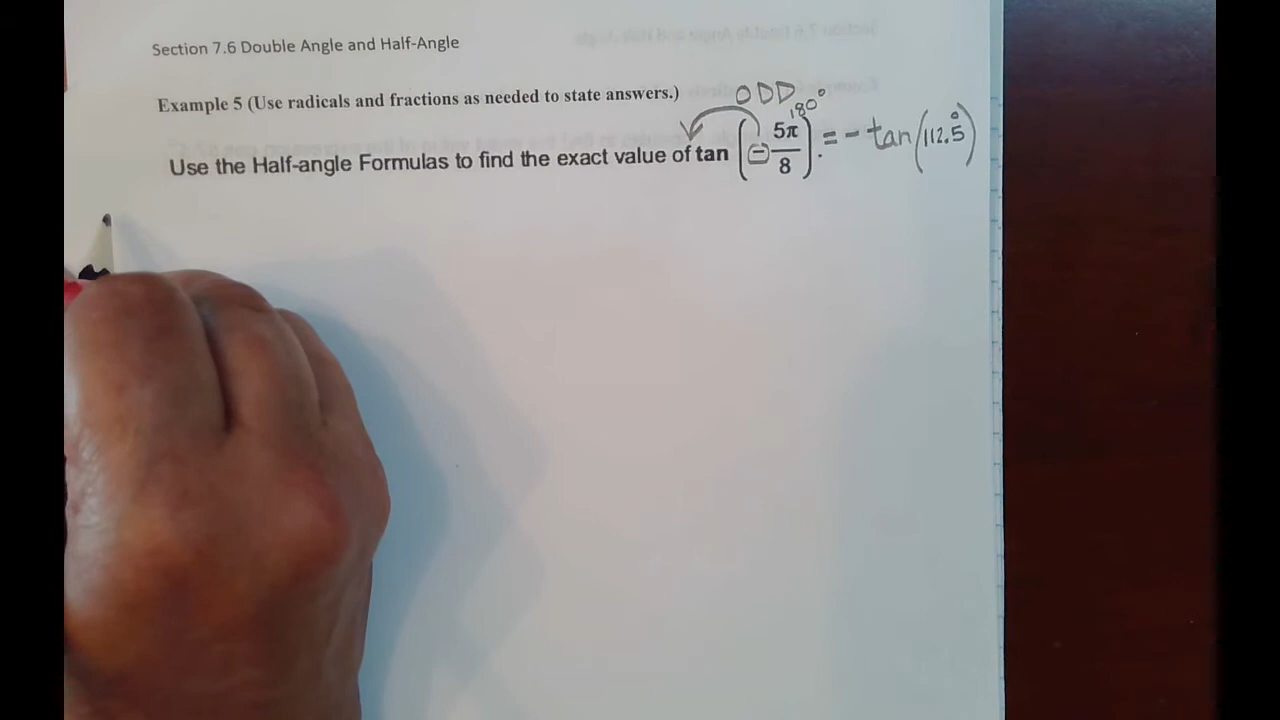 Section 7.6 Double Angle and Half-Angle
Example 5 (Use radicals and fractions as needed to state answers.)
ODD
180°
Use the Half-angle Formulas to find the exact value of tan (-5π/8). = - tan(112.5°)